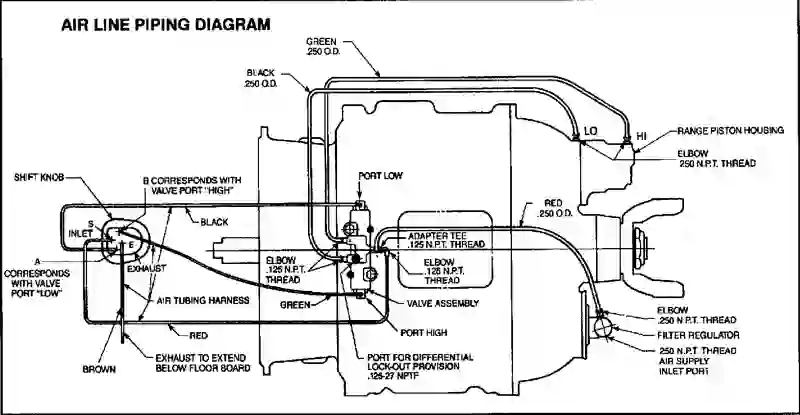 AIR LINE PIPING DIAGRAM
GREEN
.250 O.D.
BLACK
.250 O.D.
LO
HI
RANGE PISTON HOUSING
ELBOW
.250 N.P.T. THREAD
SHIFT KNOB
B CORRESPONDS WITH
VALVE PORT "HIGH"
PORT LOW
BLACK
RED
.250 O.D.
S
INLET
B
E
A
EXHAUST
CORRESPONDS
WITH VALVE
PORT "LOW"
ADAPTER TEE
.125 N.P.T. THREAD
ELBOW
.125 N.P.T.
THREAD
ELBOW
.125 N.P.T.
THREAD
AIR TUBING HARNESS
GREEN
VALVE ASSEMBLY
PORT HIGH
RED
BROWN
EXHAUST TO EXTEND
BELOW FLOOR BOARD
PORT FOR DIFFERENTIAL
LOCK-OUT PROVISION
.125-27 NPTF
ELBOW
.250 N.P.T. THREAD
FILTER REGULATOR
.250 N.P.T. THREAD
AIR SUPPLY
INLET PORT